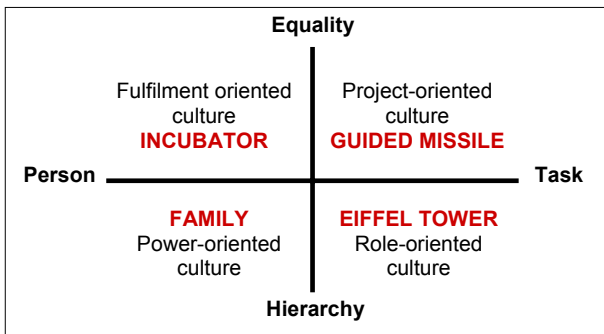 Equality
Fulfilment oriented
culture
INCUBATOR
Project-oriented
culture
GUIDED MISSILE
Person
Task
FAMILY
Power-oriented
culture
EIFFEL TOWER
Role-oriented
culture
Hierarchy